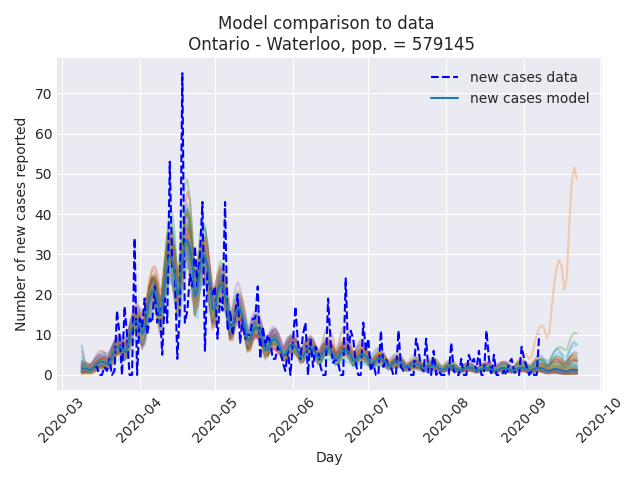 Model comparison to data
Ontario - Waterloo, pop. = 579145
new cases data
new cases model
Number of new cases reported
70
60
50
40
30
20
10
0
2020-03
2020-04
2020-05
2020-06
2020-07
2020-08
2020-09
2020-10
Day